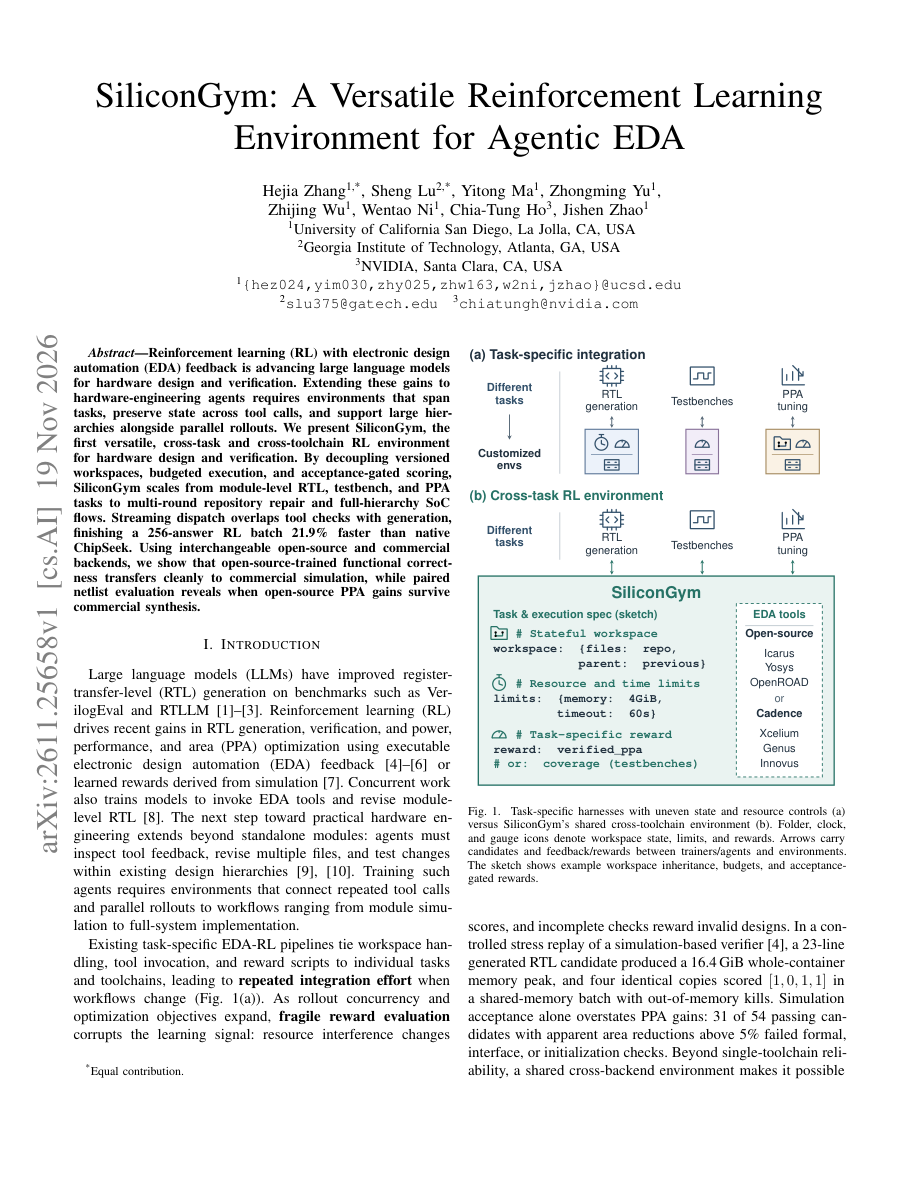 SiliconGym: A Versatile Reinforcement Learning
Environment for Agentic EDA
Hejia Zhang1,*, Sheng Lu2,*, Yitong Ma1, Zhongming Yu1,
Zhijing Wu1, Wentao Ni1, Chia-Tung Ho3, Jishen Zhao1
1University of California San Diego, La Jolla, CA, USA
2Georgia Institute of Technology, Atlanta, GA, USA
3NVIDIA, Santa Clara, CA, USA
1{hez024,yim030,zhy025,zhw163,w2ni,jzhao}@ucsd.edu
2slu375@gatech.edu 3chiatungh@nvidia.com
arXiv:2611.25658v1 [cs.AI] 19 Nov 2026
Abstract—Reinforcement learning (RL) with electronic design
automation (EDA) feedback is advancing large language models
for hardware design and verification. Extending these gains to
hardware-engineering agents requires environments that span
tasks, preserve state across tool calls, and support large hier-
archies alongside parallel rollouts. We present SiliconGym, the
first versatile, cross-task and cross-toolchain RL environment
for hardware design and verification. By decoupling versioned
workspaces, budgeted execution, and acceptance-gated scoring,
SiliconGym scales from module-level RTL, testbench, and PPA
tasks to multi-round repository repair and full-hierarchy SoC
flows. Streaming dispatch overlaps tool checks with generation,
finishing a 256-answer RL batch 21.9% faster than native
ChipSeek. Using interchangeable open-source and commercial
backends, we show that open-source-trained functional correct-
ness transfers cleanly to commercial simulation, while paired
netlist evaluation reveals when open-source PPA gains survive
commercial synthesis.
I. INTRODUCTION
Large language models (LLMs) have improved register-
transfer-level (RTL) generation on benchmarks such as Ver-
ilogEval and RTLLM [1]–[3]. Reinforcement learning (RL)
drives recent gains in RTL generation, verification, and power,
performance, and area (PPA) optimization using executable
electronic design automation (EDA) feedback [4]–[6] or
learned rewards derived from simulation [7]. Concurrent work
also trains models to invoke EDA tools and revise module-
level RTL [8]. The next step toward practical hardware en-
gineering extends beyond standalone modules: agents must
inspect tool feedback, revise multiple files, and test changes
within existing design hierarchies [9], [10]. Training such
agents requires environments that connect repeated tool calls
and parallel rollouts to workflows ranging from module simu-
lation to full-system implementation.
Existing task-specific EDA-RL pipelines tie workspace han-
dling, tool invocation, and reward scripts to individual tasks
and toolchains, leading to repeated integration effort when
workflows change (Fig. 1(a)). As rollout concurrency and
optimization objectives expand, fragile reward evaluation
corrupts the learning signal: resource interference changes
*Equal contribution.
(a) Task-specific integration
Different
tasks
RTL
generation
Testbenches
PPA
tuning
Customized
envs
(b) Cross-task RL environment
Different
tasks
RTL
generation
Testbenches
PPA
tuning
SiliconGym
Task & execution spec (sketch)
# Stateful workspace
workspace: {files: repo,
parent: previous}
# Resource and time limits
limits: {memory: 4GiB,
timeout: 60s}
# Task-specific reward
reward: verified_ppa
# or: coverage (testbenches)
EDA tools
Open-source
Icarus
Yosys
OpenROAD
or
Cadence
Xcelium
Genus
Innovus
Fig. 1. Task-specific harnesses with uneven state and resource controls (a)
versus SiliconGym's shared cross-toolchain environment (b). Folder, clock,
and gauge icons denote workspace state, limits, and rewards. Arrows carry
candidates and feedback/rewards between trainers/agents and environments.
The sketch shows example workspace inheritance, budgets, and acceptance-
gated rewards.
scores, and incomplete checks reward invalid designs. In a con-
trolled stress replay of a simulation-based verifier [4], a 23-line
generated RTL candidate produced a 16.4 GiB whole-container
memory peak, and four identical copies scored [1, 0, 1, 1] in
a shared-memory batch with out-of-memory kills. Simulation
acceptance alone overstates PPA gains: 31 of 54 passing can-
didates with apparent area reductions above 5% failed formal,
interface, or initialization checks. Beyond single-toolchain reli-
ability, a shared cross-backend environment makes it possible